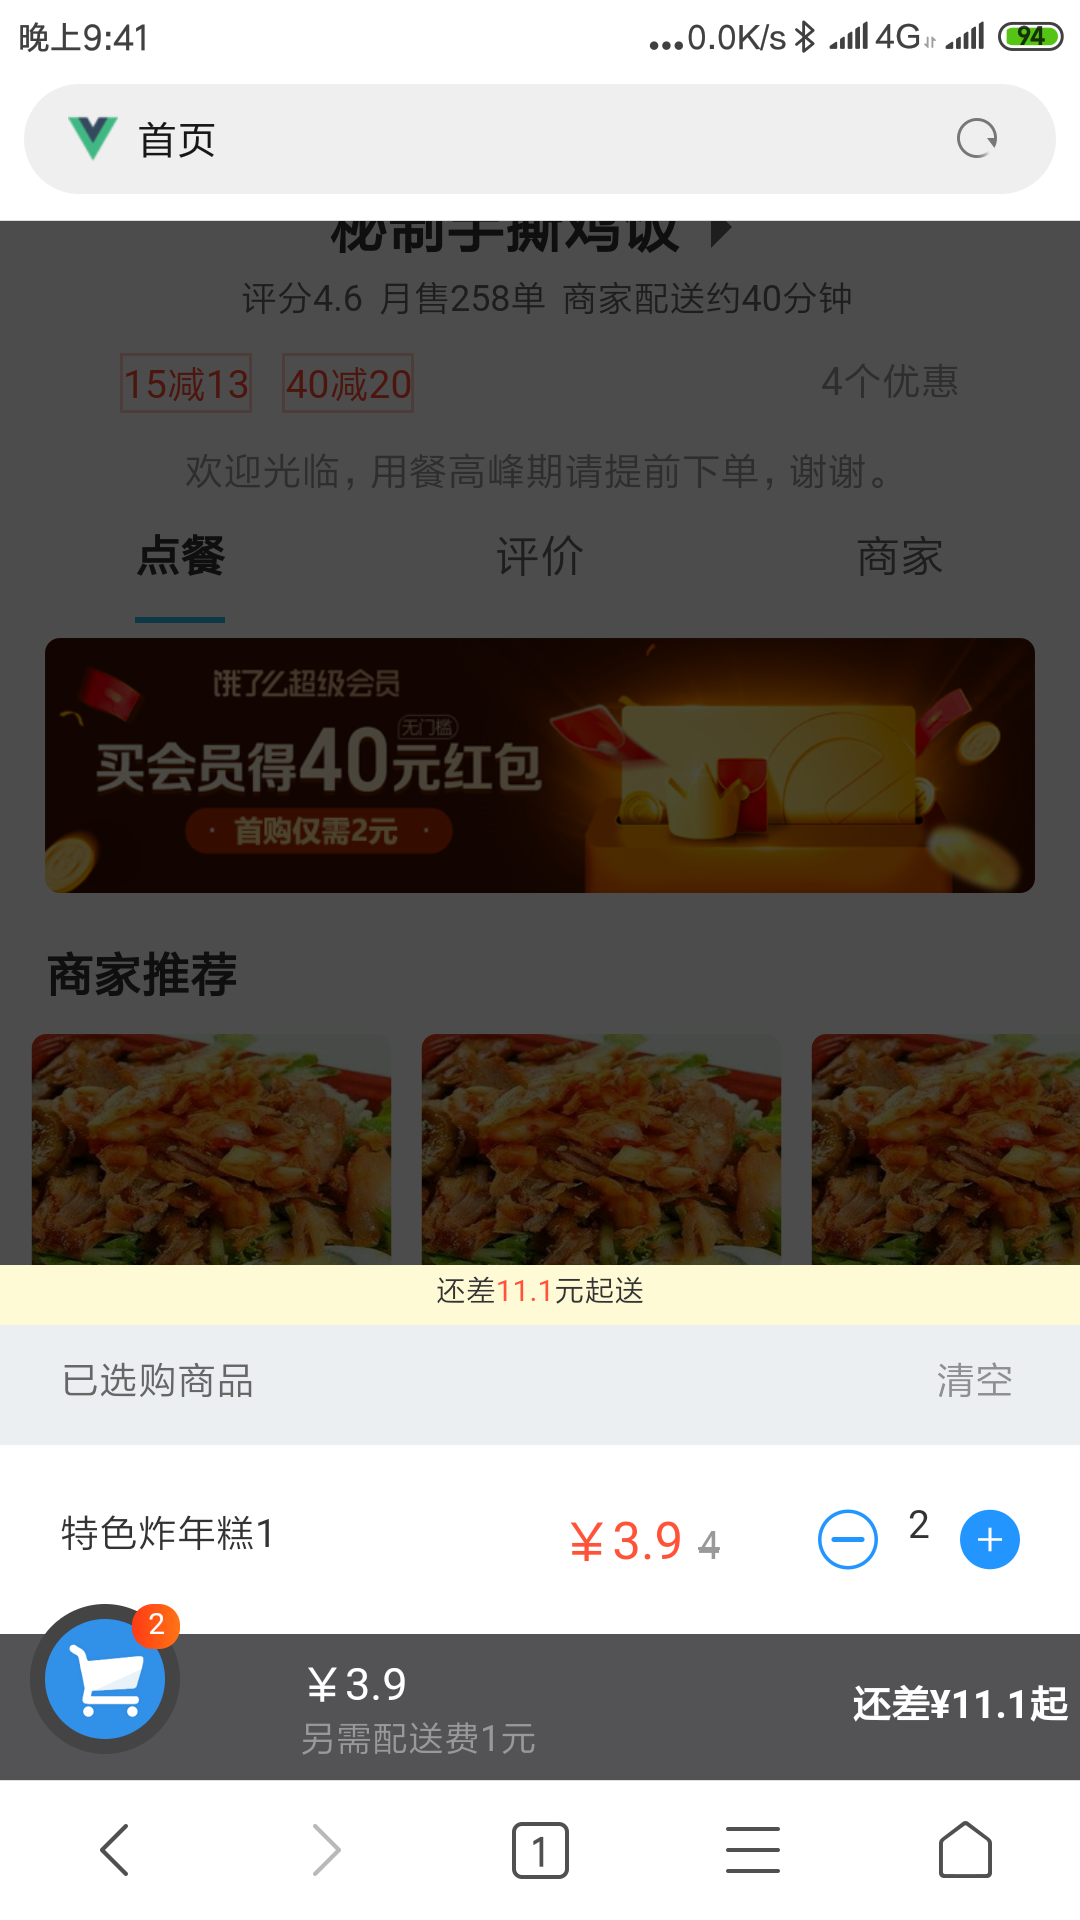 晚上9:41
...0.0K/s 4G 94
首页
秘制手撕鸡饭
评分4.6 月售258单 商家配送约40分钟
15减13 40减20 4个优惠
欢迎光临,用餐高峰期请提前下单,谢谢。
点餐 评价 商家
饿了么超级会员
买会员得40元红包 无门槛
· 首购仅需2元 ·
商家推荐
还差11.1元起送
已选购商品 清空
特色炸年糕1 ¥3.9 4 2
2
¥3.9
另需配送费1元
还差¥11.1起
1